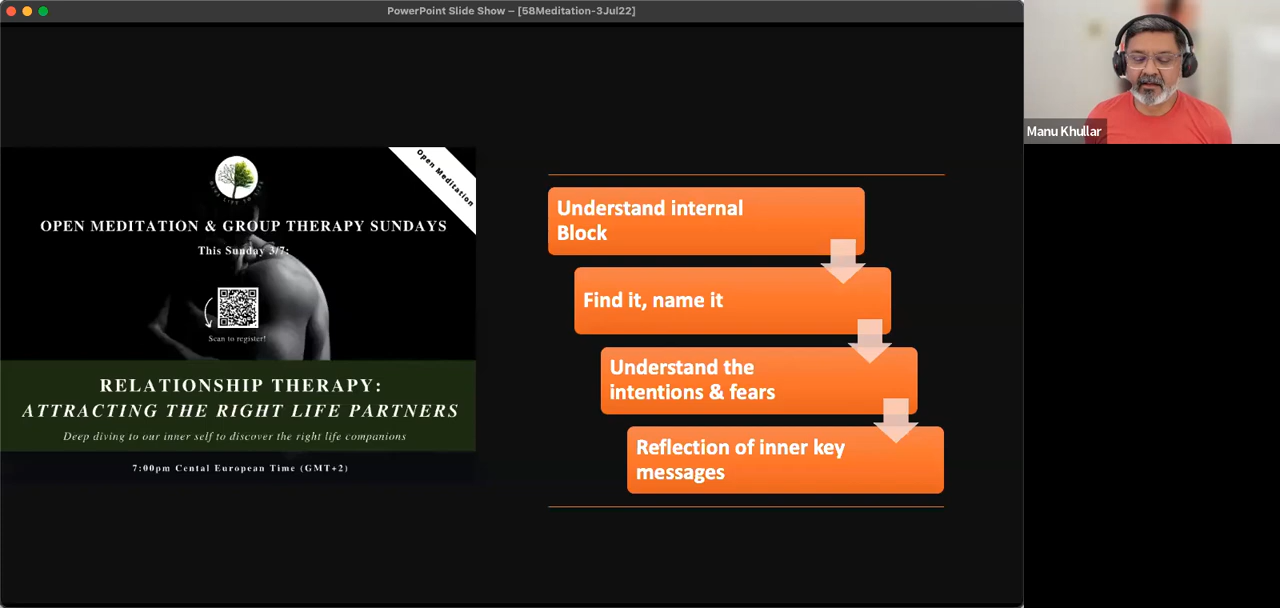 PowerPoint Slide Show – [58Meditation-3Jul22]
Manu Khullar
Open Meditation
OPEN MEDITATION & GROUP THERAPY SUNDAYS
This Sunday 3/7:
Scan to register!
RELATIONSHIP THERAPY:
ATTRACTING THE RIGHT LIFE PARTNERS
Deep diving to our inner self to discover the right life companions
7:00pm Cental European Time (GMT+2)
Understand internal
Block
Find it, name it
Understand the
intentions & fears
Reflection of inner key
messages